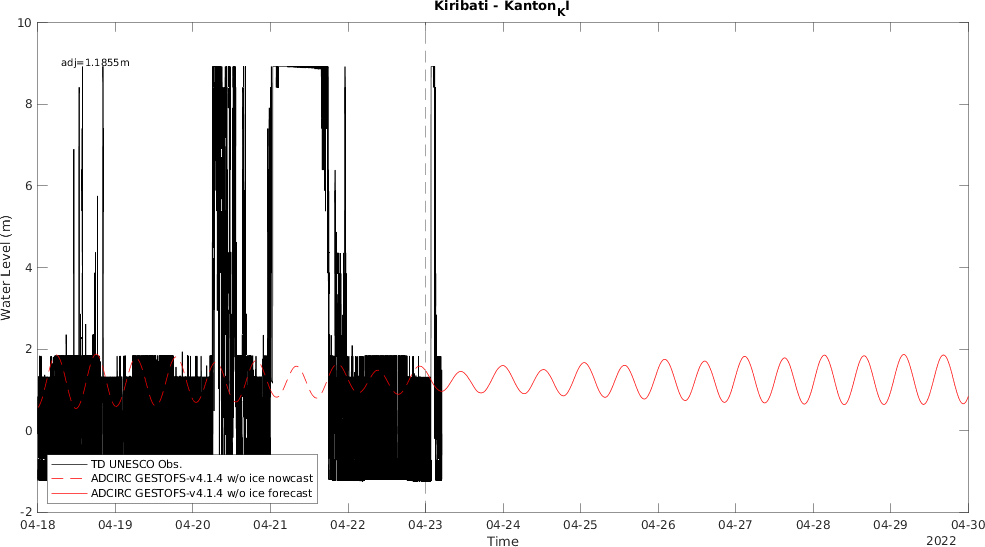 Kiribati - Kanton_KI
adj=1.1855m
10
8
6
4
2
0
-2
Water Level (m)
TD UNESCO Obs.
ADCIRC GESTOFS-v4.1.4 w/o ice nowcast
ADCIRC GESTOFS-v4.1.4 w/o ice forecast
04-18 04-19 04-20 04-21 04-22 04-23 04-24 04-25 04-26 04-27 04-28 04-29 04-30
Time
2022